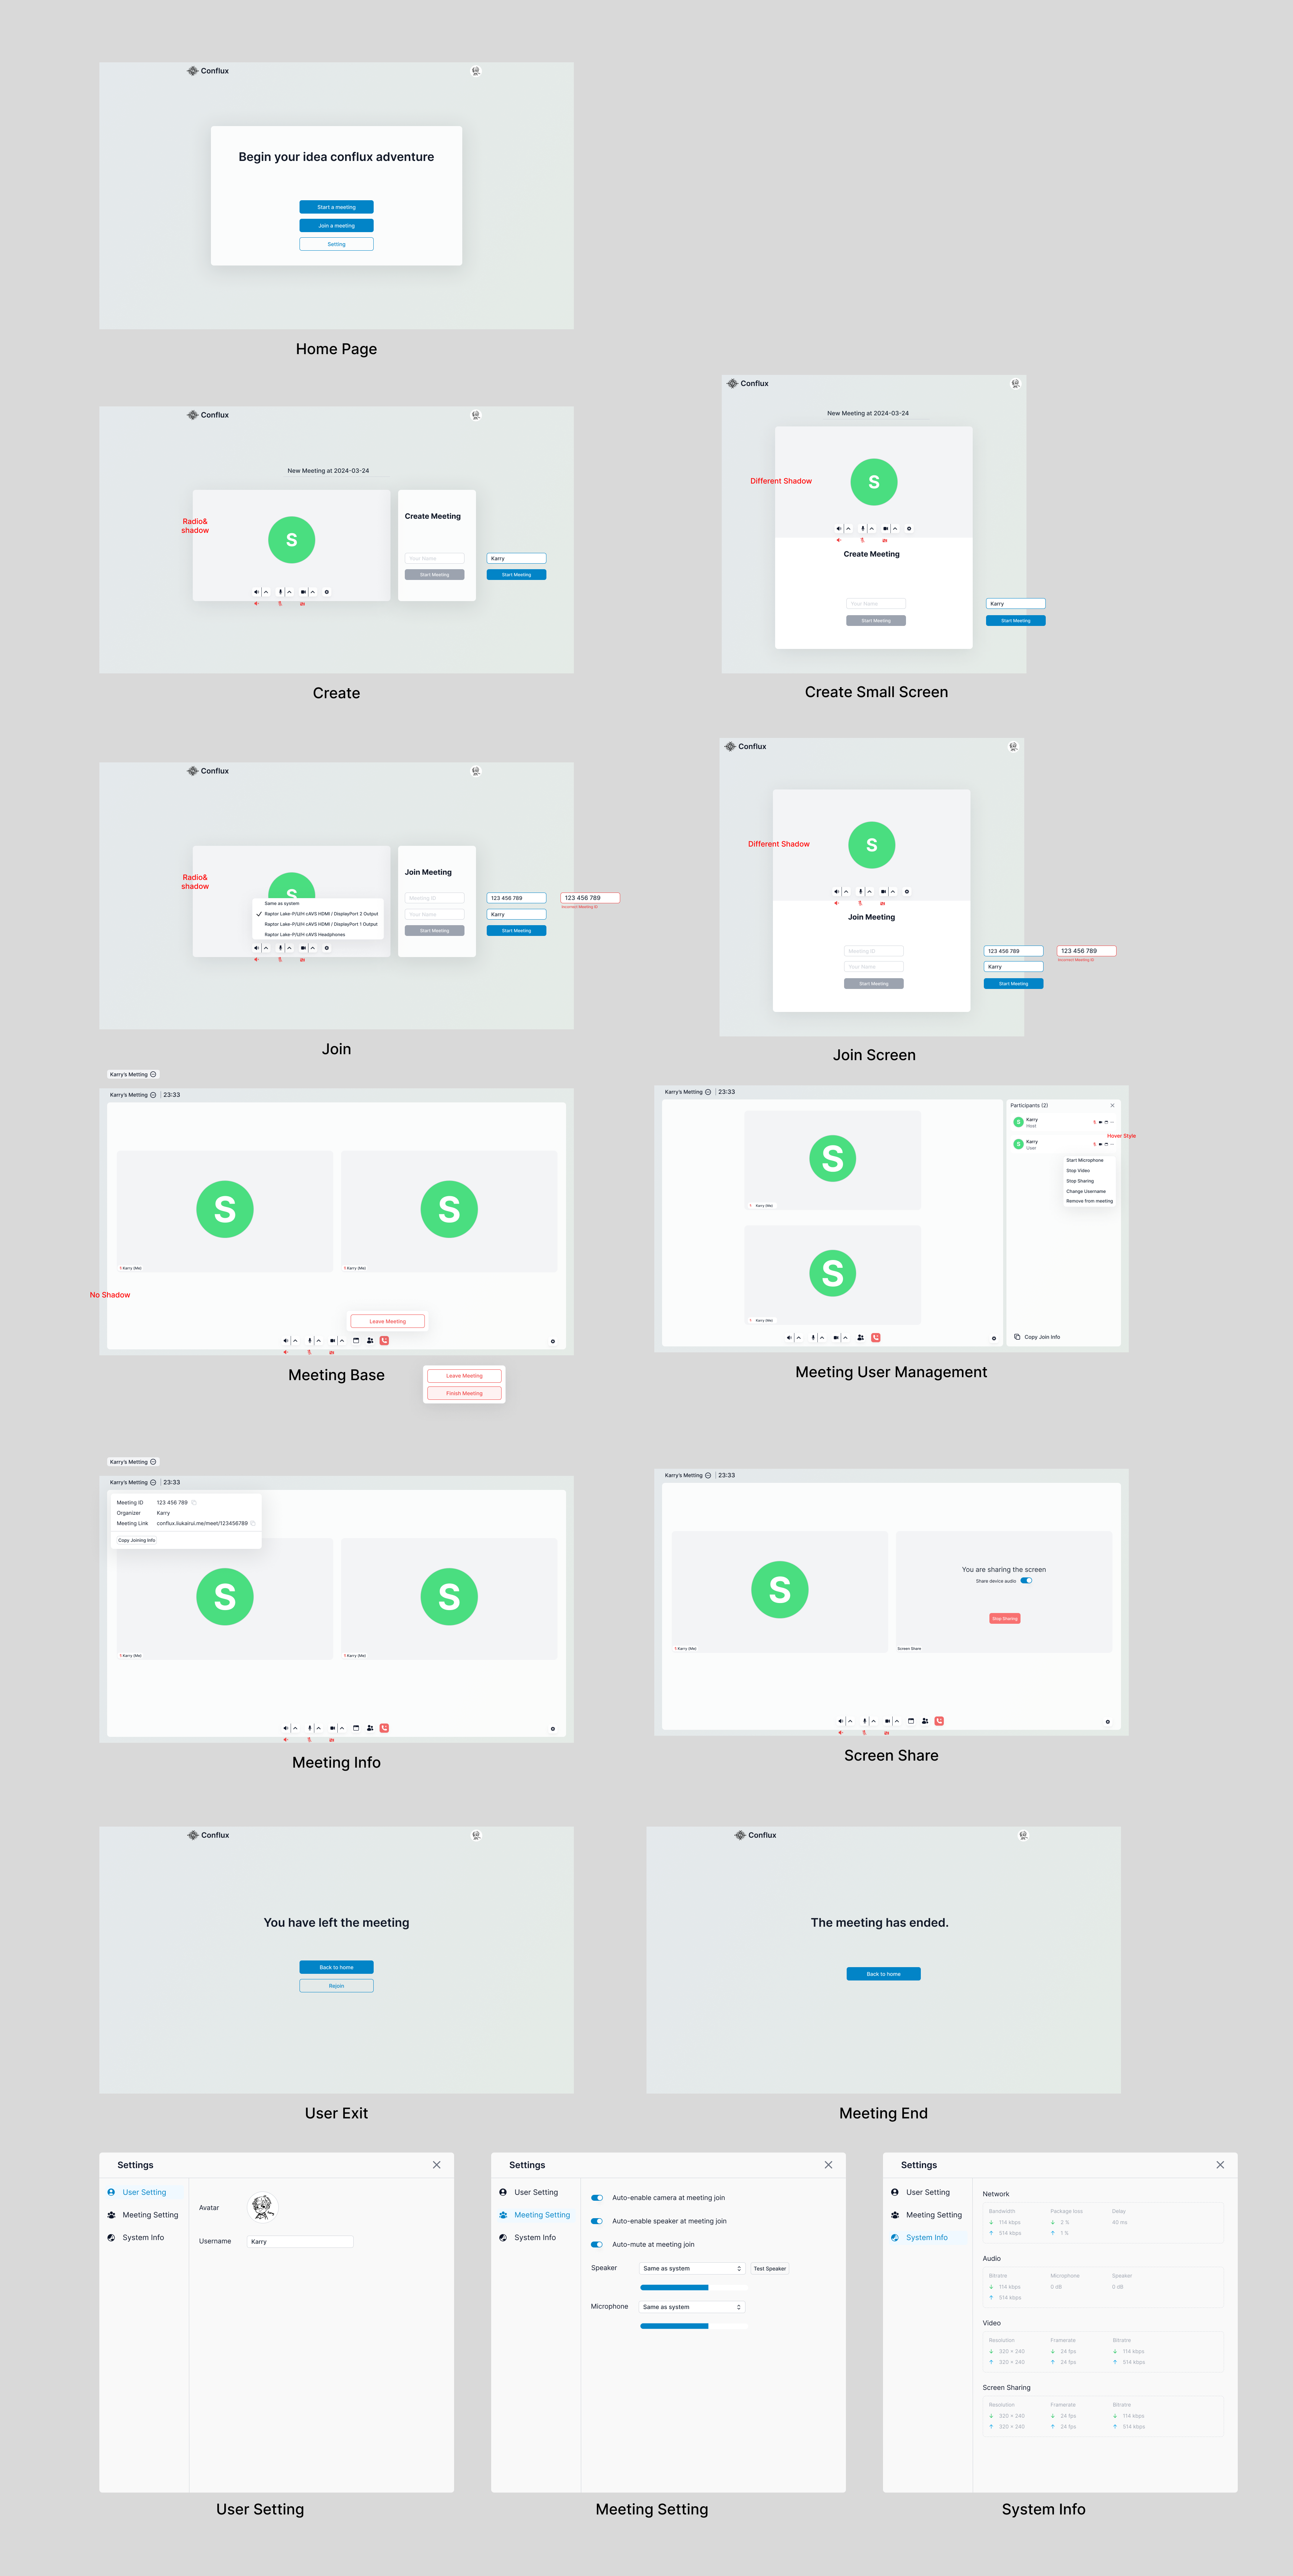 Conflux
Begin your idea conflux adventure
Start a meeting
Join a meeting
Setting
Home Page
Conflux
New Meeting at 2024-03-24
Radio&
shadow
S
Create Meeting
Your Name
Start Meeting
Karry
Start Meeting
Create
Conflux
New Meeting at 2024-03-24
Different Shadow
S
Create Meeting
Your Name
Start Meeting
Karry
Start Meeting
Create Small Screen
Conflux
Radio&
shadow
S
Same as system
Raptor Lake-P/U/H cAVS HDMI / DisplayPort 2 Output
Raptor Lake-P/U/H cAVS HDMI / DisplayPort 1 Output
Raptor Lake-P/U/H cAVS Headphones
Join Meeting
Meeting ID
Your Name
Start Meeting
123 456 789
Karry
Start Meeting
123 456 789
Incorrect Meeting ID
Join
Conflux
Different Shadow
S
Join Meeting
Meeting ID
Your Name
Start Meeting
123 456 789
Karry
Start Meeting
123 456 789
Incorrect Meeting ID
Join Screen
Karry's Metting
Karry's Metting
23:33
S
S
Karry (Me)
Karry (Me)
No Shadow
Leave Meeting
Meeting Base
Leave Meeting
Finish Meeting
Karry's Metting
23:33
S
Karry (Me)
S
Karry (Me)
Participants (2)
S
Karry
Host
S
Karry
User
Hover Style
Start Microphone
Stop Video
Stop Sharing
Change Username
Remove from meeting
Copy Join Info
Meeting User Management
Karry's Metting
Karry's Metting
23:33
Meeting ID 123 456 789
Organizer Karry
Meeting Link conflux.liukairui.me/meet/123456789
Copy Joining Info
S
S
Karry (Me)
Karry (Me)
Meeting Info
Karry's Metting
23:33
S
Karry (Me)
You are sharing the screen
Share device audio
Stop Sharing
Screen Share
Screen Share
Conflux
You have left the meeting
Back to home
Rejoin
User Exit
Conflux
The meeting has ended.
Back to home
Meeting End
Settings
User Setting
Meeting Setting
System Info
Avatar
Username
Karry
User Setting
Settings
User Setting
Meeting Setting
System Info
Auto-enable camera at meeting join
Auto-enable speaker at meeting join
Auto-mute at meeting join
Speaker
Same as system
Test Speaker
Microphone
Same as system
Meeting Setting
Settings
User Setting
Meeting Setting
System Info
Network
Bandwidth Package loss Delay
114 kbps 2 % 40 ms
514 kbps 1 %
Audio
Bitratre Microphone Speaker
114 kbps 0 dB 0 dB
514 kbps
Video
Resolution Framerate Bitratre
320 × 240 24 fps 114 kbps
320 × 240 24 fps 514 kbps
Screen Sharing
Resolution Framerate Bitratre
320 × 240 24 fps 114 kbps
320 × 240 24 fps 514 kbps
System Info